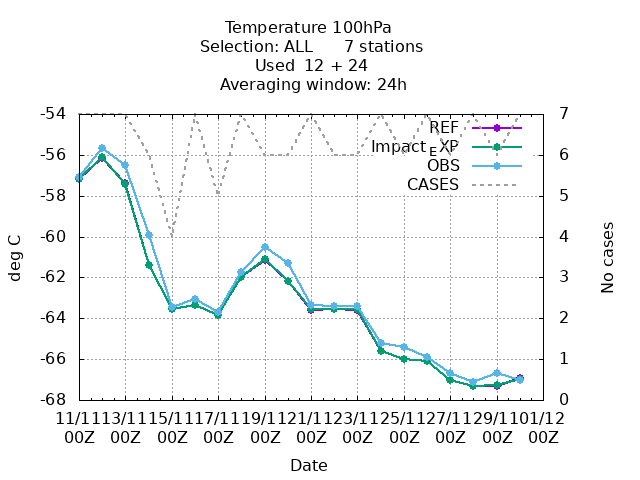 Temperature 100hPa
Selection: ALL 7 stations
Used 12 + 24
Averaging window: 24h
-54 7
REF
-56 Impact_EXP 6
OBS
CASES
-58 5
-60 4
deg C No cases
-62 3
-64 2
-66 1
-68 0
11/11 13/11 15/11 17/11 19/11 21/11 23/11 25/11 27/11 29/11 01/12
00Z 00Z 00Z 00Z 00Z 00Z 00Z 00Z 00Z 00Z 00Z
Date